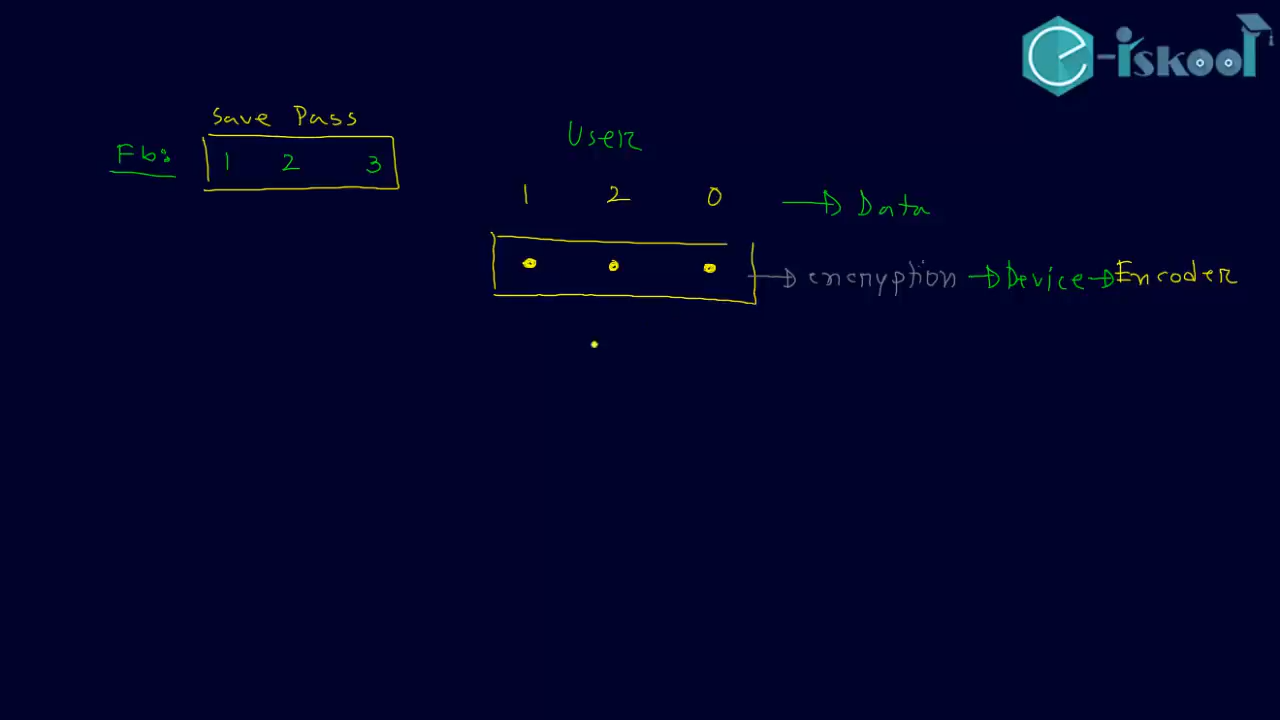 e-iskool
Save Pass
Fb: 1 2 3
User
1 2 0 → Data
→ encryption → Device → Encoder